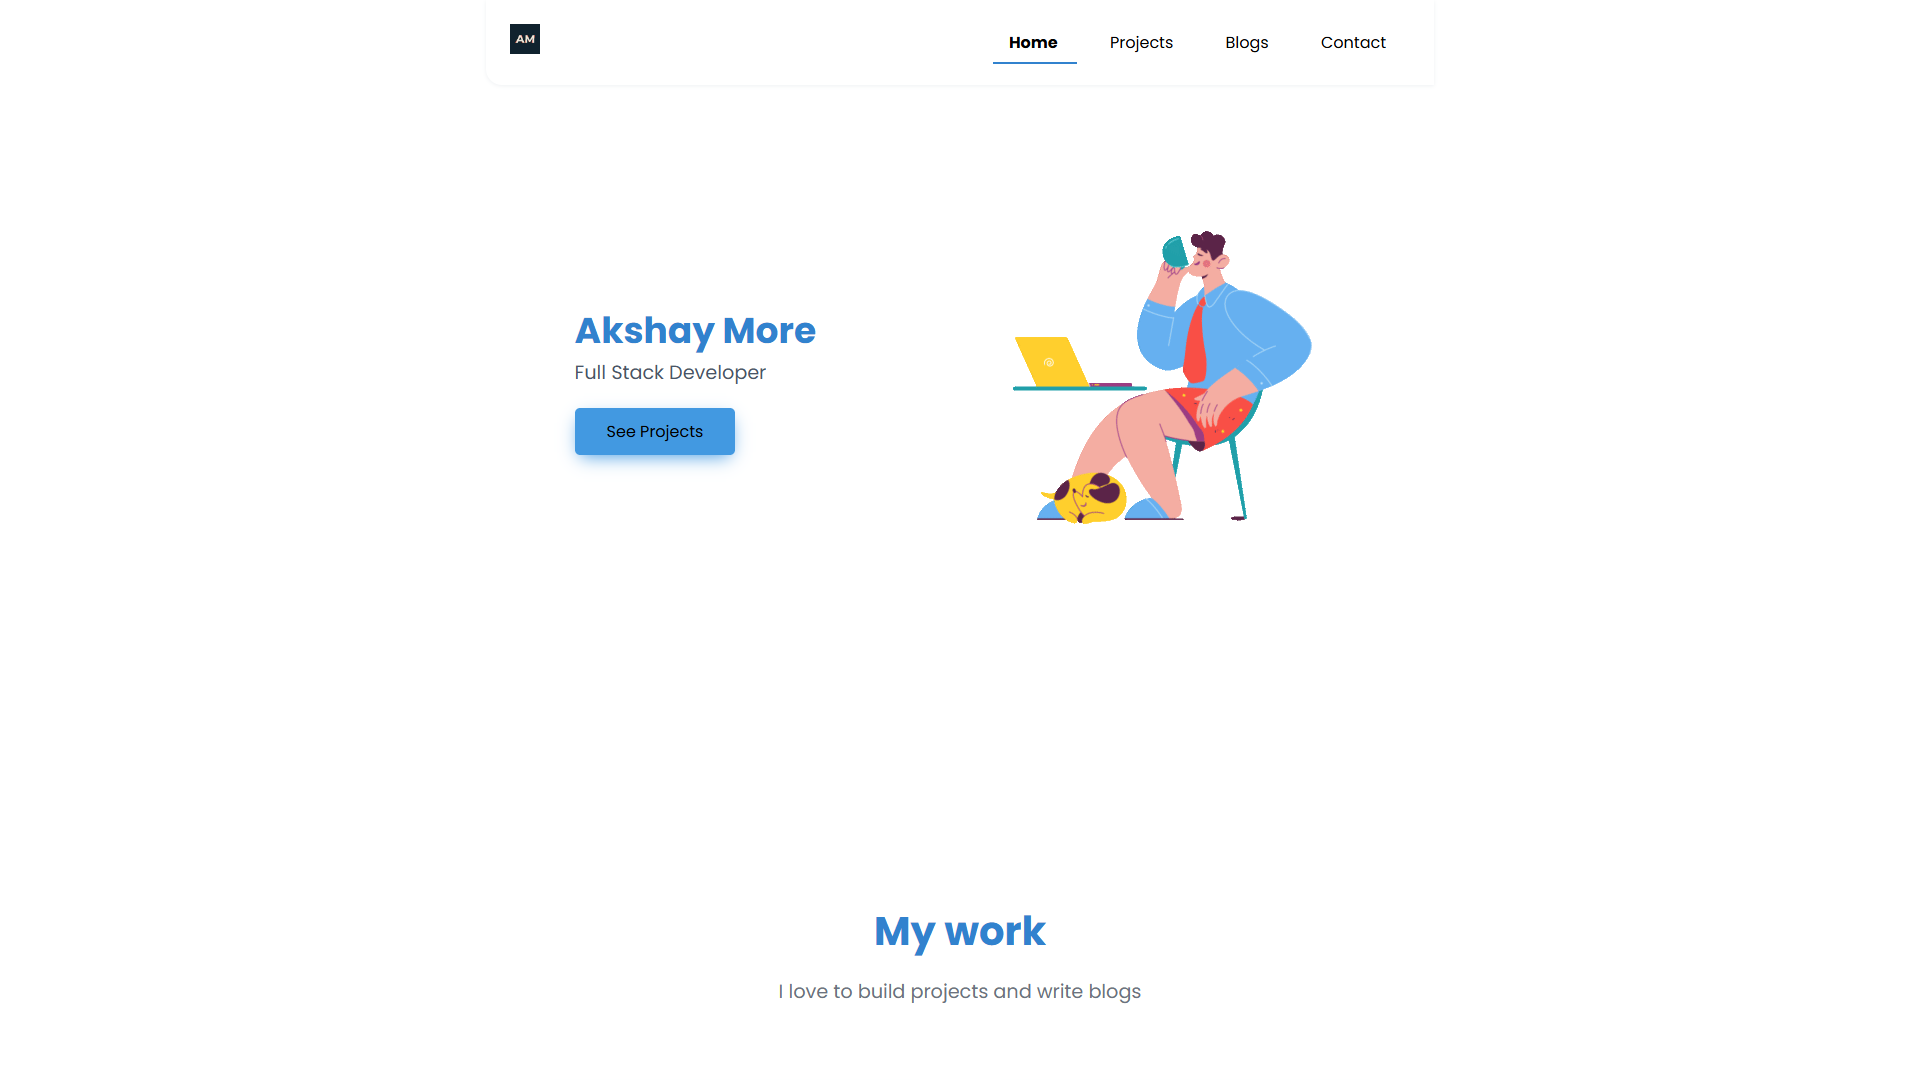 AM
Home Projects Blogs Contact
Akshay More
Full Stack Developer
See Projects
My work
I love to build projects and write blogs